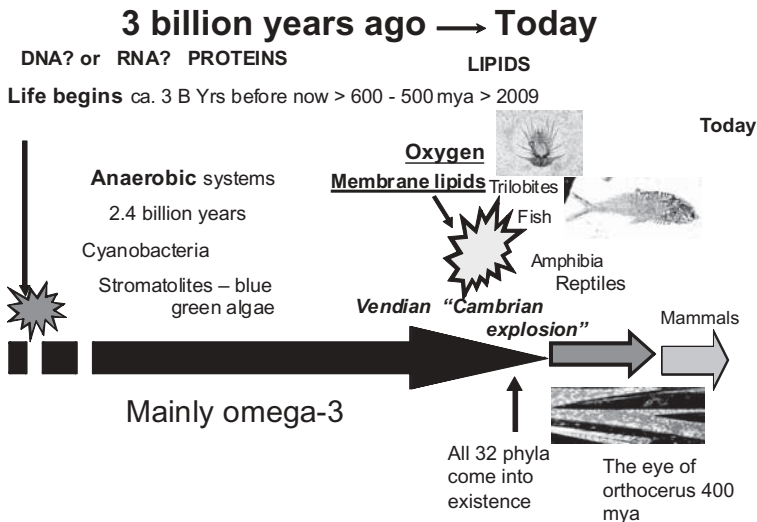 3 billion years ago → Today
DNA? or RNA? PROTEINS
LIPIDS
Life begins ca. 3 B Yrs before now > 600 - 500 mya > 2009
Today
Oxygen
Membrane lipids
Trilobites
Fish
Amphibia
Reptiles
Anaerobic systems
2.4 billion years
Cyanobacteria
Stromatolites – blue
green algae
Vendian “Cambrian
explosion”
Mammals
Mainly omega-3
All 32 phyla
come into
existence
The eye of
orthocerus 400
mya